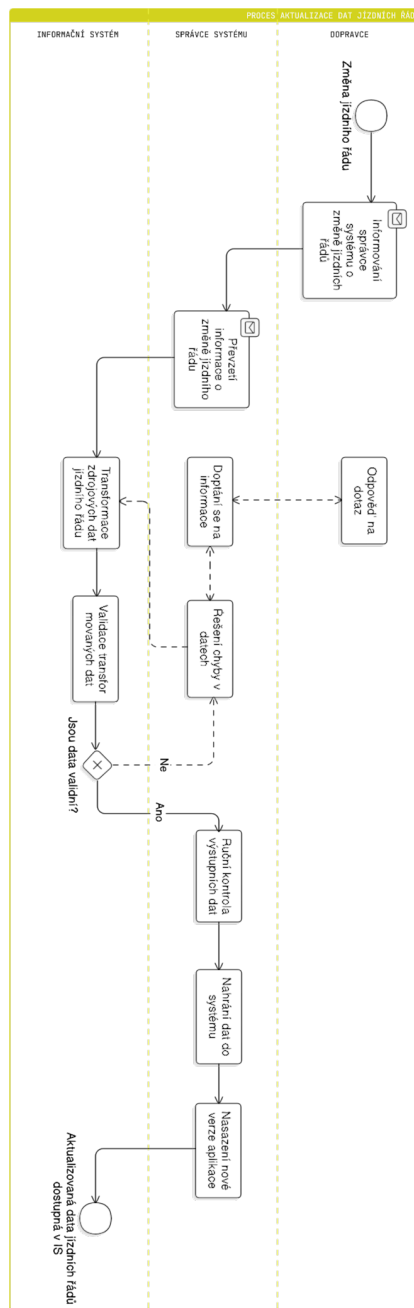 PROCES AKTUALIZACE DAT JÍZDNÍCH ŘÁD
INFORMAČNÍ SYSTÉM
SPRÁVCE SYSTÉMU
DOPRAVCE
Změna jízdního řádu
Informování
správce
systému o
změně jízdních
řádů
Převzetí
informace o
změně jízdního
řádu
Transformace
zdrojových dat
jízdního řádu
Doptání se na
informace
Odpověď na
dotaz
Validace transfor
movaných dat
Řešení chyby v
datech
Jsou data validní?
Ne
Ano
Ruční kontrola
výstupních dat
Nahrání dat do
systému
Nasazení nové
verze aplikace
Aktualizovaná data jízdních řádů
dostupná v IS